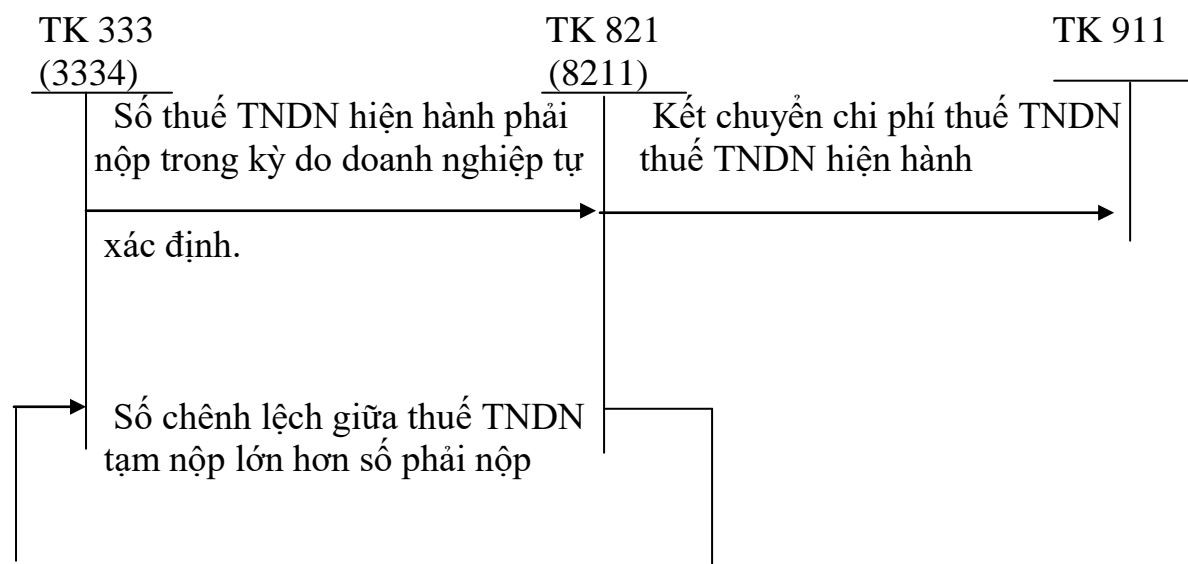 TK 333 TK 821 TK 911
(3334) (8211)
Số thuế TNDN hiện hành phải
nộp trong kỳ do doanh nghiệp tự
xác định.
Kết chuyển chi phí thuế TNDN
thuế TNDN hiện hành
Số chênh lệch giữa thuế TNDN
tạm nộp lớn hơn số phải nộp